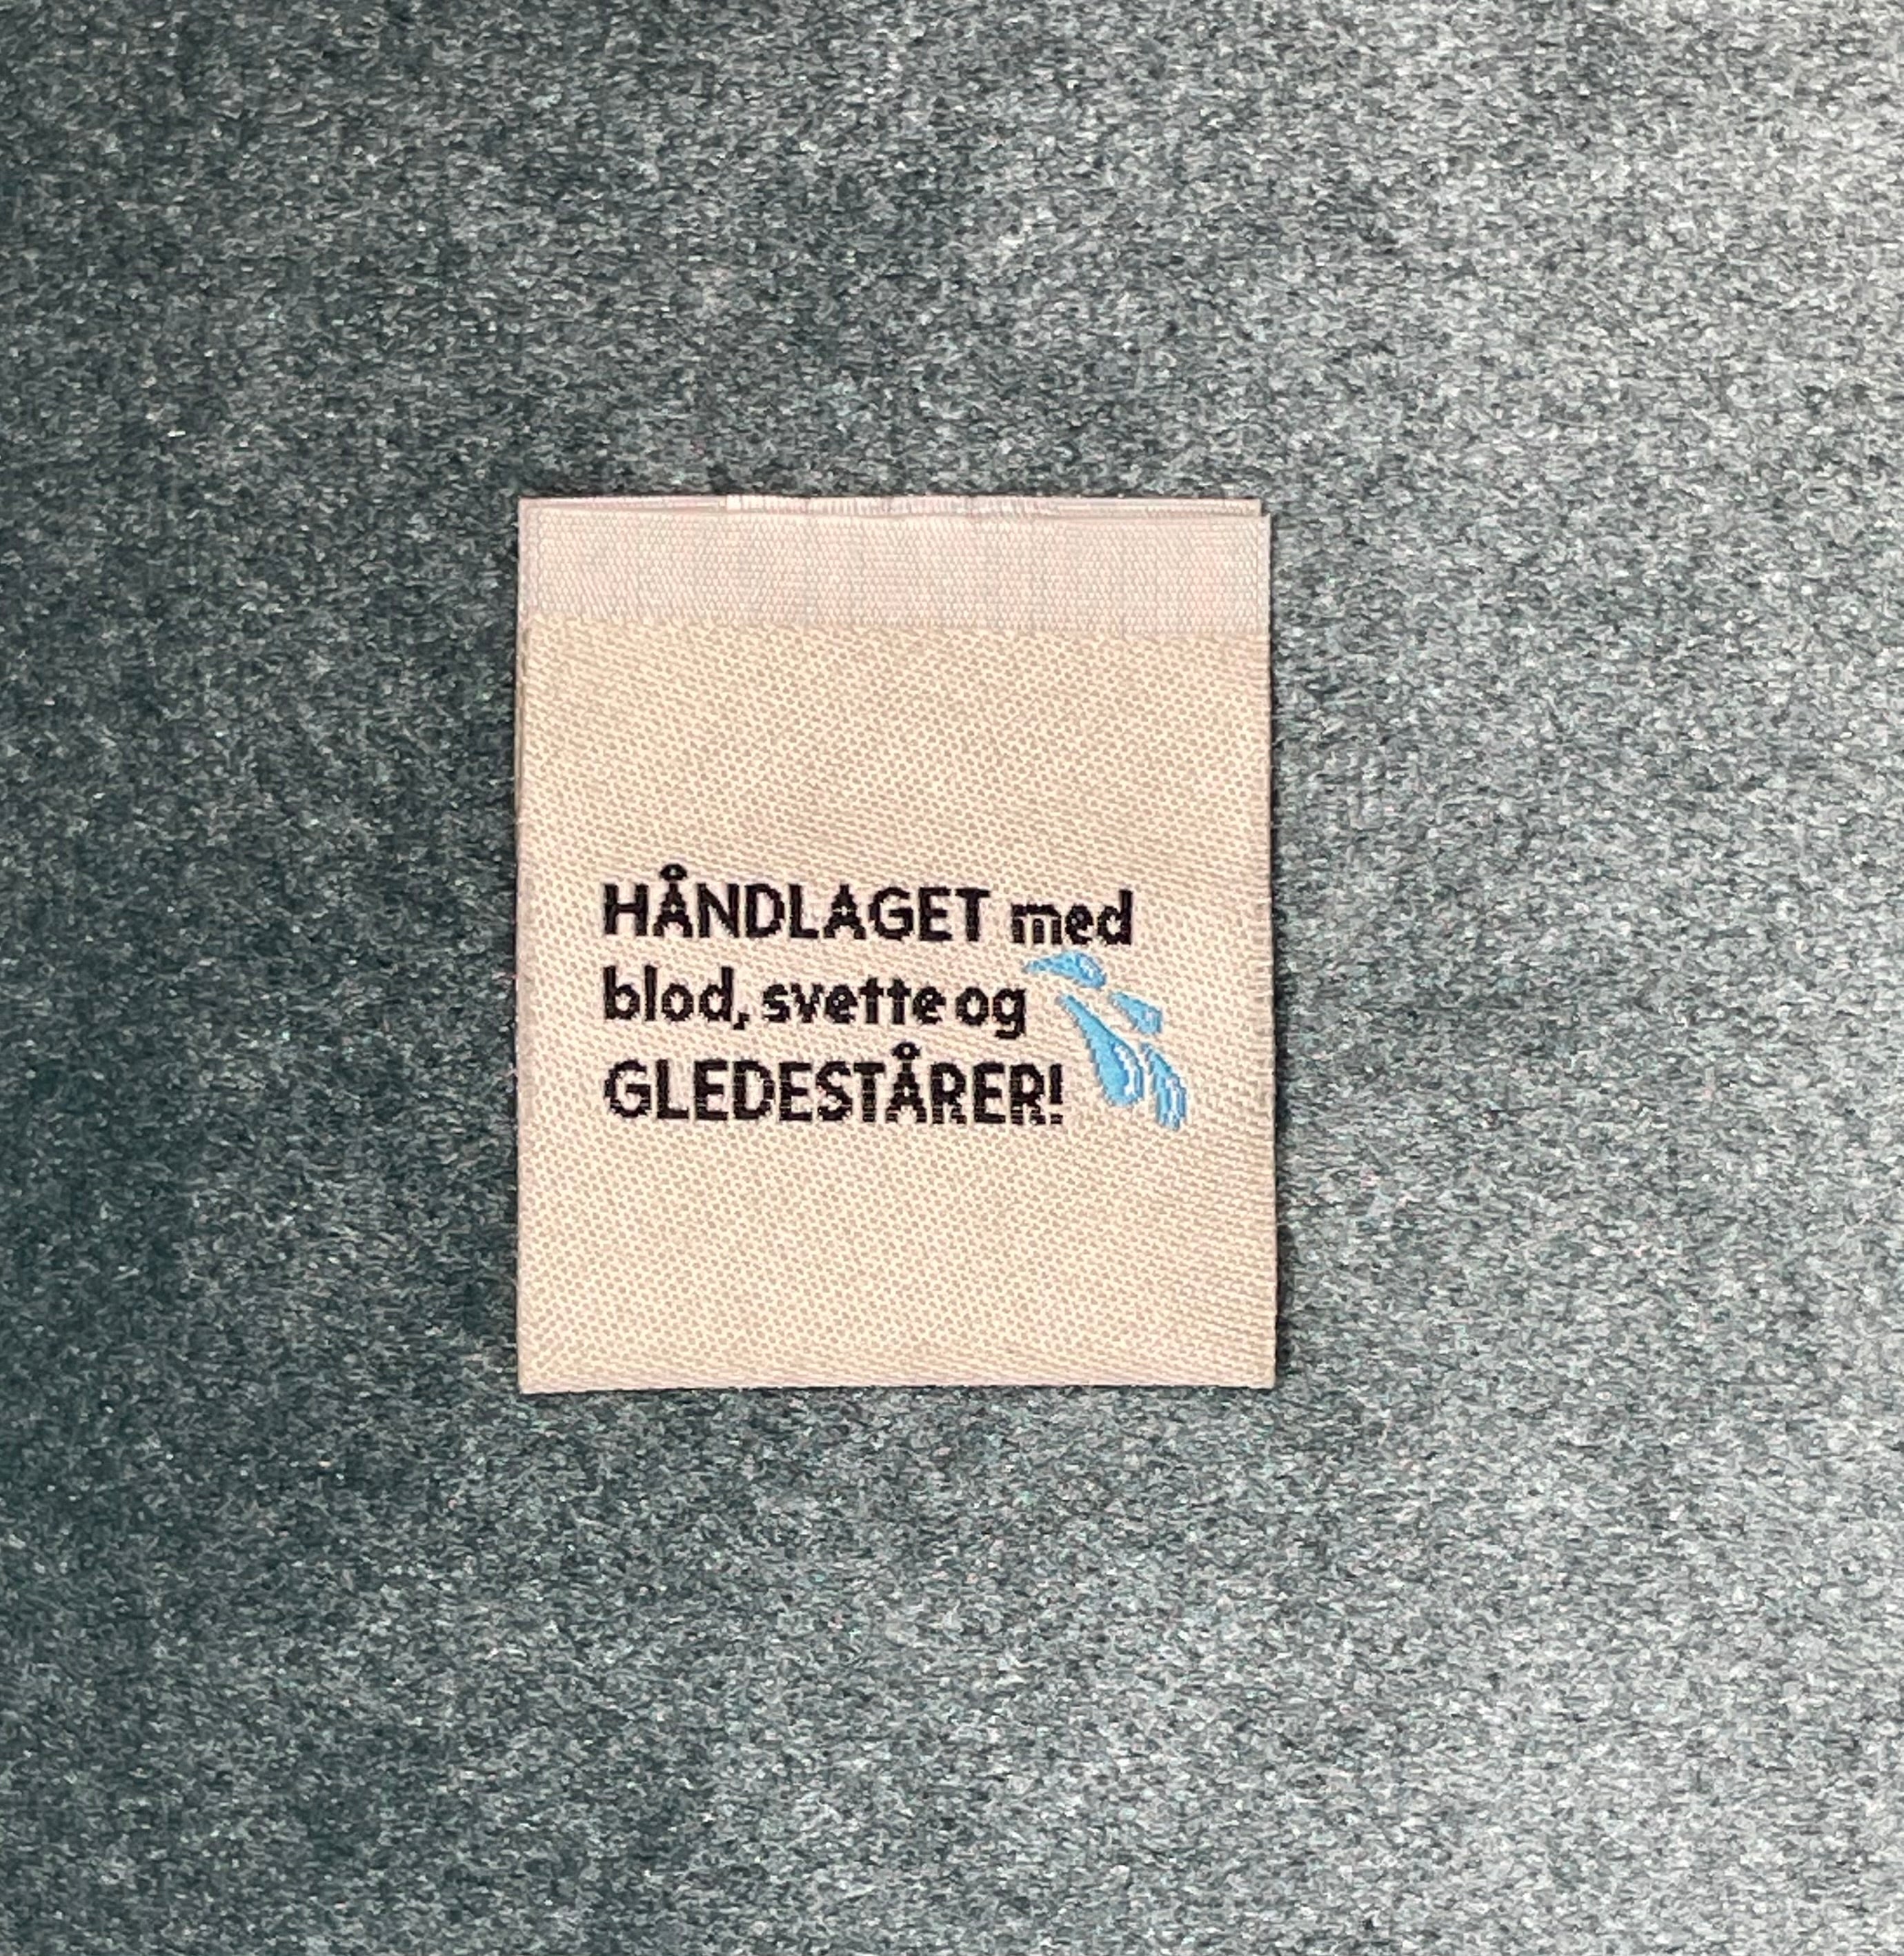 HÅNDLAGET med
blod, svette og
GLEDESTÅRER!